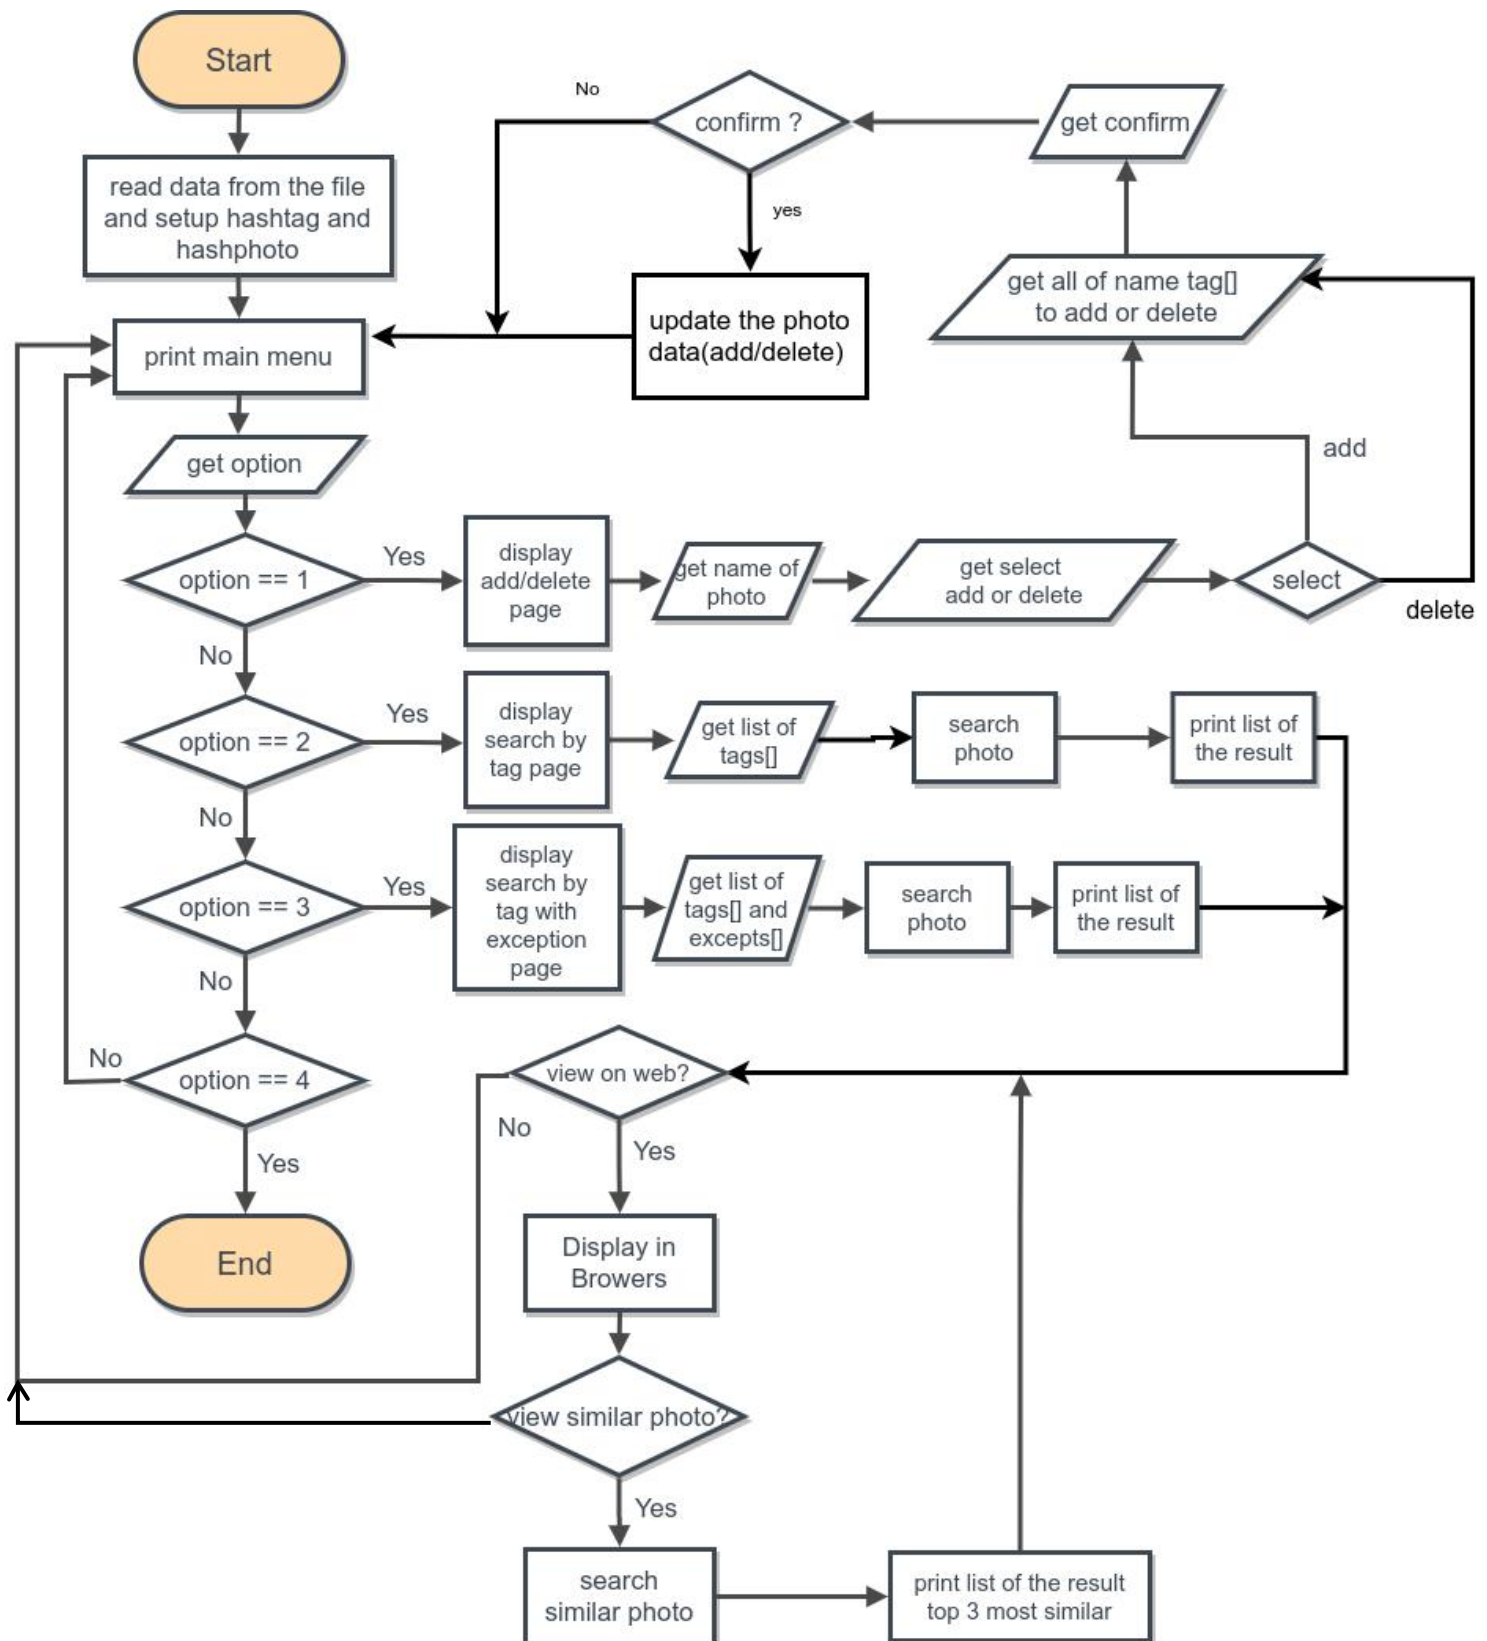 Start
read data from the file
and setup hashtag and
hashphoto
print main menu
get option
No
confirm ?
get confirm
yes
update the photo
data(add/delete)
get all of name tag[]
to add or delete
add
option == 1
Yes
display
add/delete
page
get name of
photo
get select
add or delete
select
delete
No
option == 2
Yes
display
search by
tag page
get list of
tags[]
search
photo
print list of
the result
No
option == 3
Yes
display
search by
tag with
exception
page
get list of
tags[] and
excepts[]
search
photo
print list of
the result
No
No
option == 4
Yes
End
view on web?
No
Yes
Display in
Browers
view similar photo?
Yes
search
similar photo
print list of the result
top 3 most similar